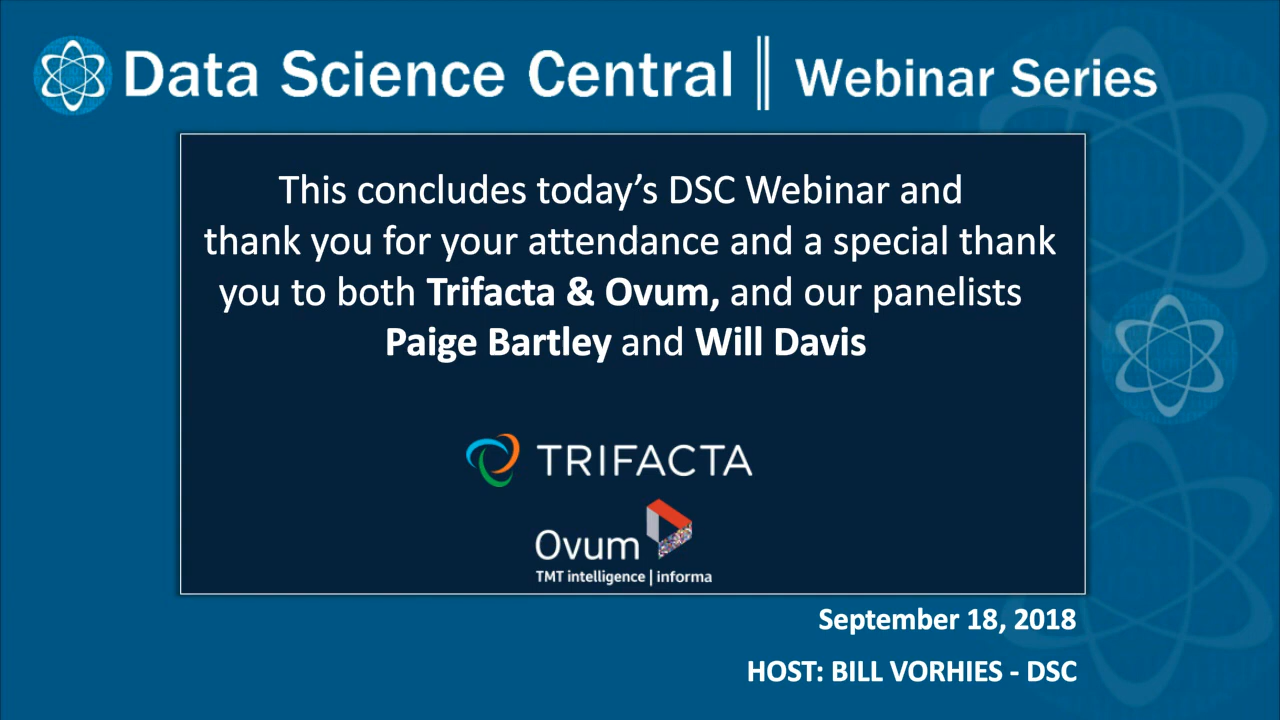 Data Science Central || Webinar Series
This concludes today’s DSC Webinar and
thank you for your attendance and a special thank
you to both Trifacta & Ovum, and our panelists
Paige Bartley and Will Davis
TRIFACTA
Ovum
TMT intelligence | informa
September 18, 2018
HOST: BILL VORHIES - DSC